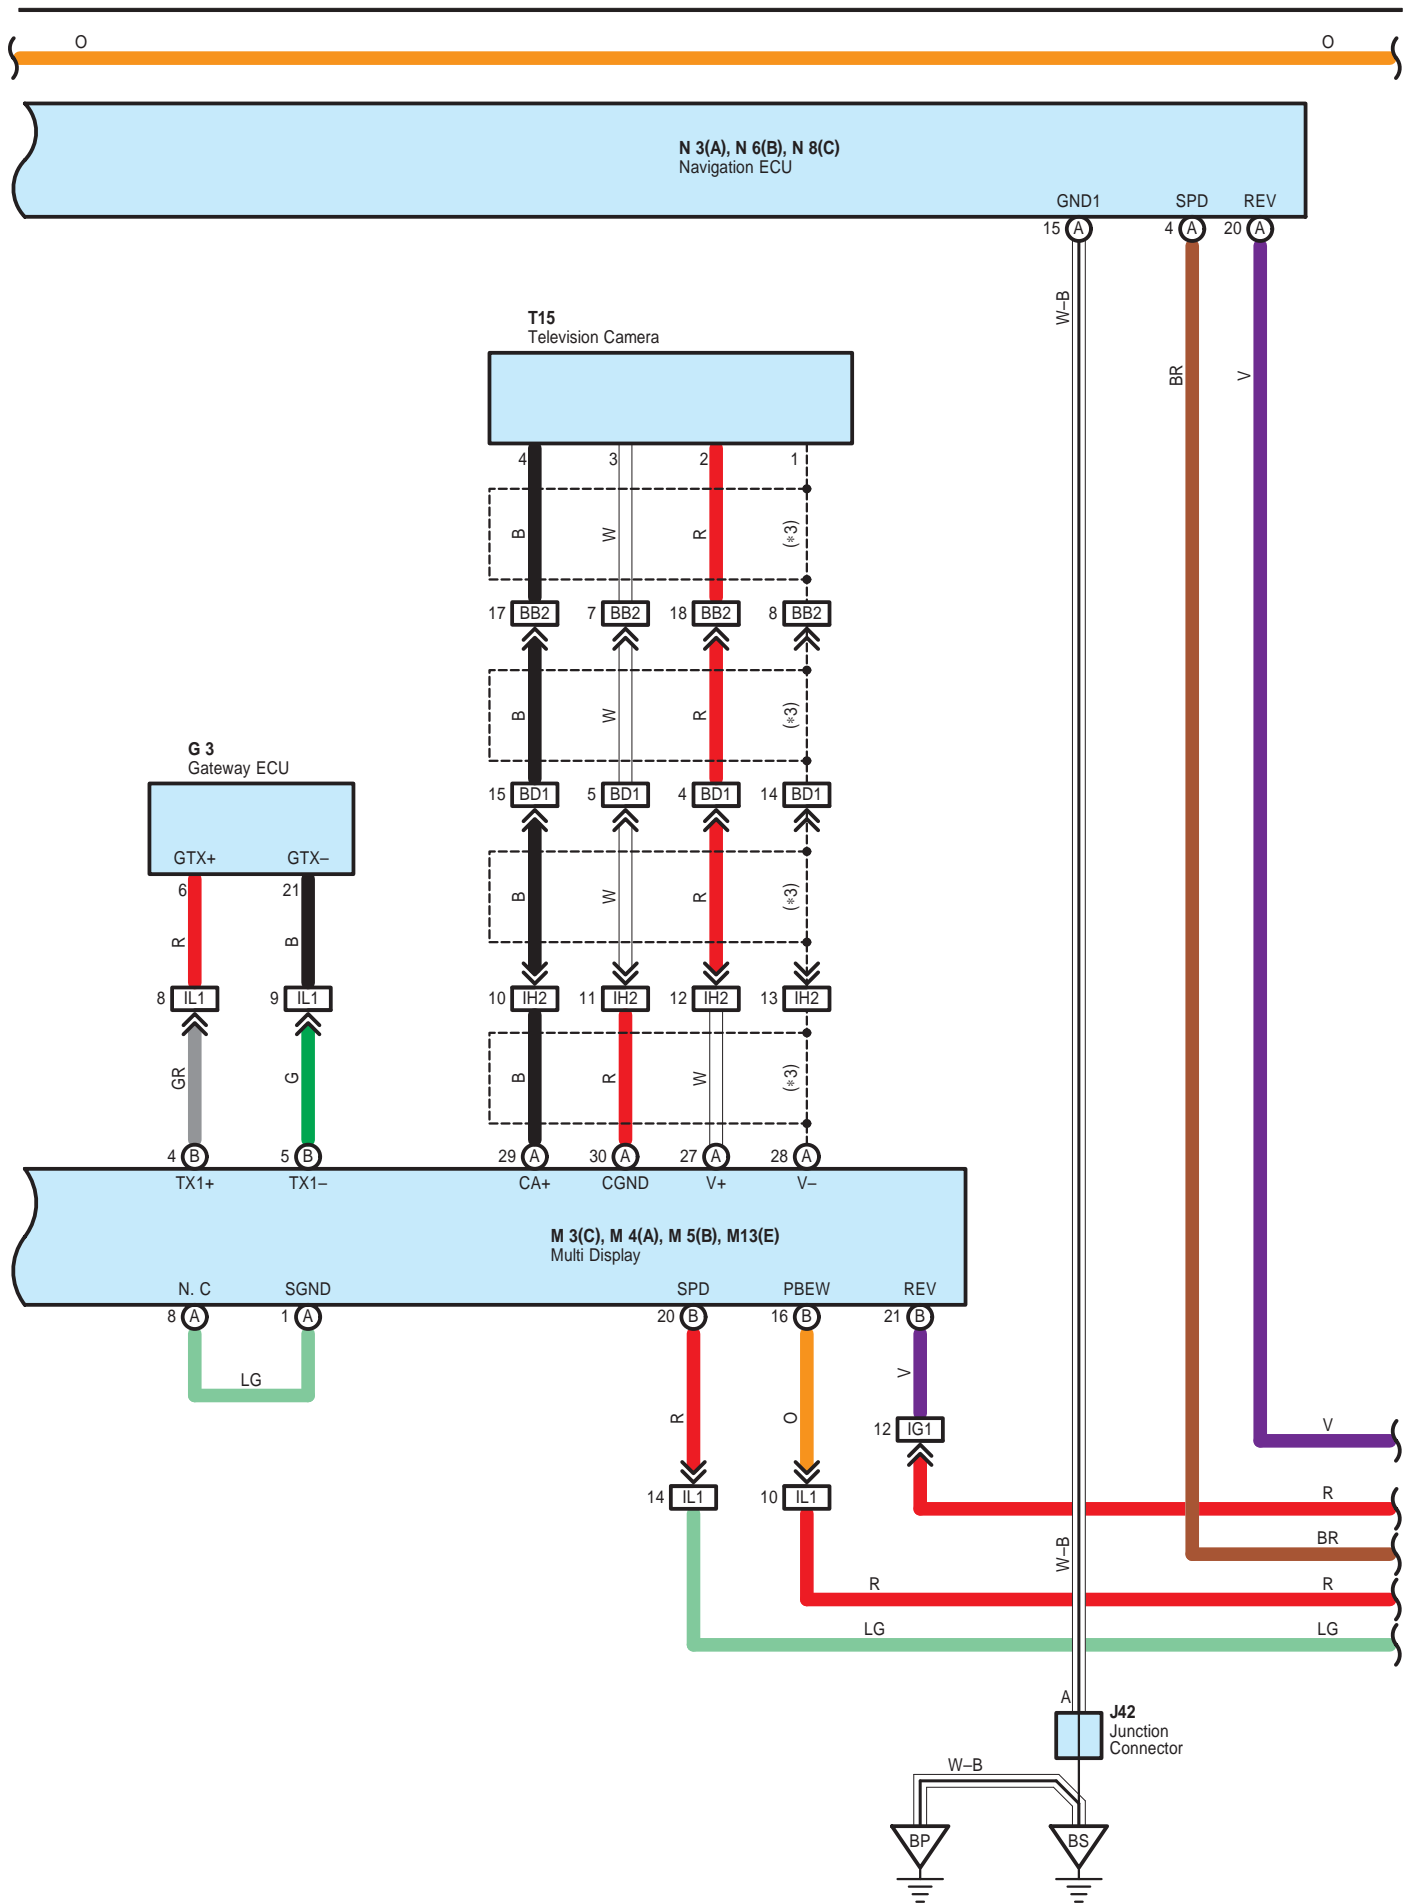 O O
N 3(A), N 6(B), N 8(C)
Navigation ECU
GND1 SPD REV
15 A 4 A 20 A
W–B
BR
V
T15
Television Camera
4 3 2 1
B W R (*3)
17 BB2 7 BB2 18 BB2 8 BB2
B W R (*3)
G 3
Gateway ECU
15 BD1 5 BD1 4 BD1 14 BD1
GTX+ GTX–
6 21
B W R (*3)
R B
8 IL1 9 IL1 10 IH2 11 IH2 12 IH2 13 IH2
GR G B R W (*3)
4 B 5 B 29 A 30 A 27 A 28 A
TX1+ TX1– CA+ CGND V+ V–
M 3(C), M 4(A), M 5(B), M13(E)
Multi Display
N. C SGND SPD PBEW REV
8 A 1 A 20 B 16 B 21 B
LG
V
R O
12 IG1
V
14 IL1 10 IL1
R
W–B
BR
R R
LG LG
A
J42
Junction
Connector
W–B
BP BS